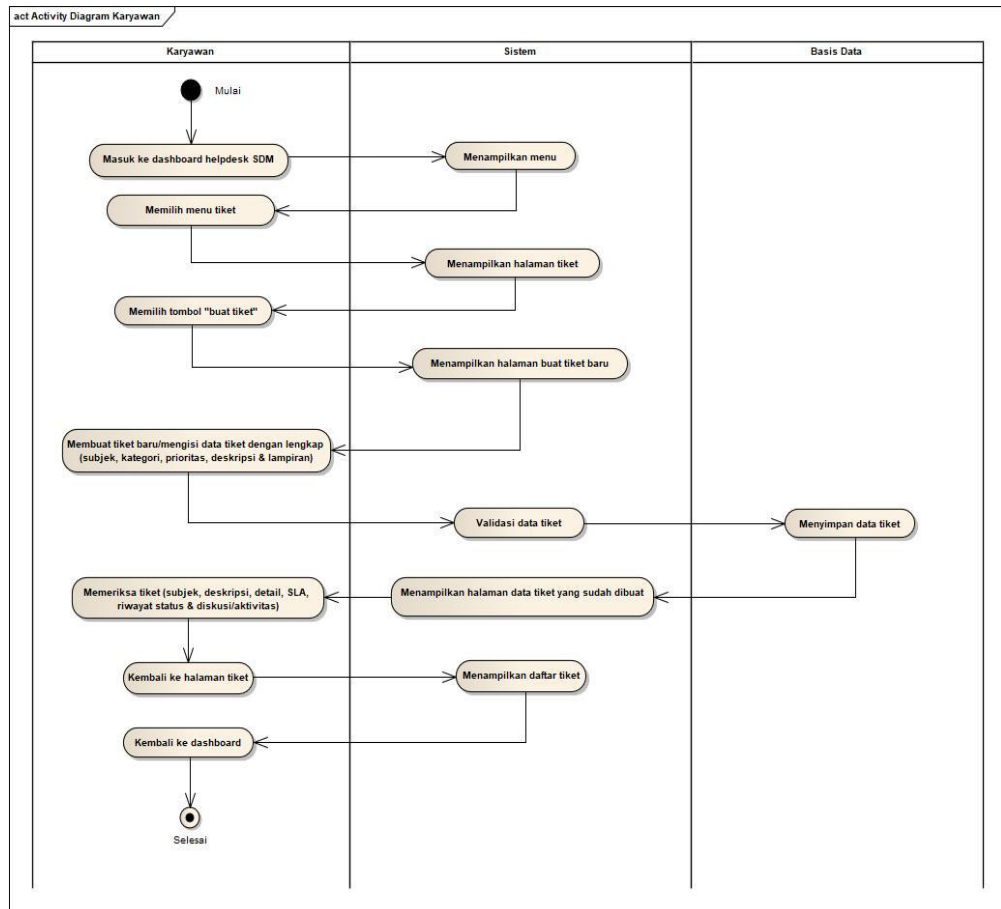 act Activity Diagram Karyawan
Karyawan
Sistem
Basis Data
Mulai
Masuk ke dashboard helpdesk SDM
Menampilkan menu
Memilih menu tiket
Menampilkan halaman tiket
Memilih tombol "buat tiket"
Menampilkan halaman buat tiket baru
Membuat tiket baru/mengisi data tiket dengan lengkap
(subjek, kategori, prioritas, deskripsi & lampiran)
Validasi data tiket
Menyimpan data tiket
Menampilkan halaman data tiket yang sudah dibuat
Memeriksa tiket (subjek, deskripsi, detail, SLA,
riwayat status & diskusi/aktivitas)
Kembali ke halaman tiket
Menampilkan daftar tiket
Kembali ke dashboard
Selesai